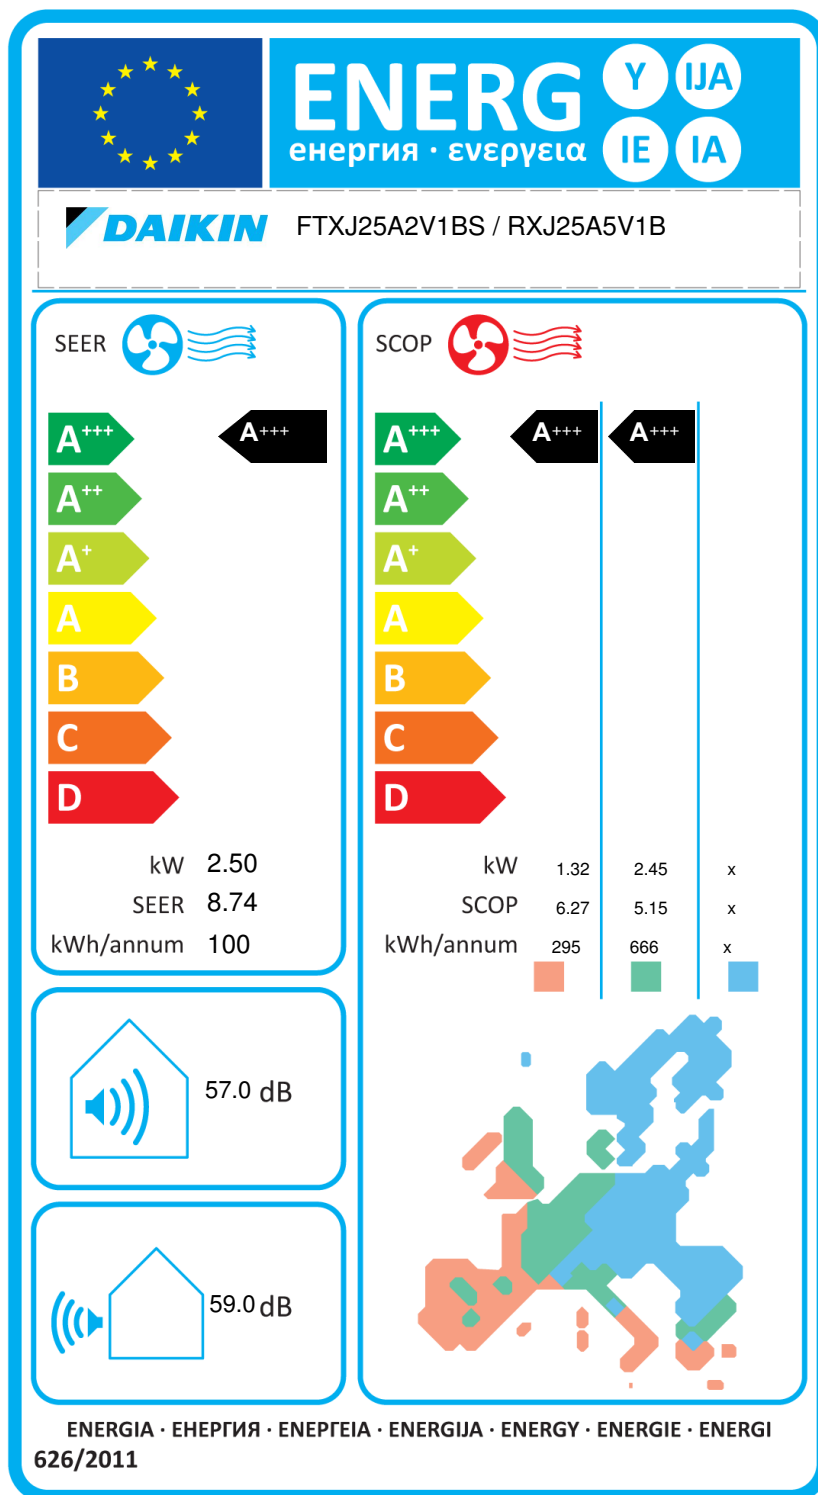 ENERG Y IJA
енергия · ενεργεια IE IA
DAIKIN FTXJ25A2V1BS / RXJ25A5V1B
SEER
A+++ A+++
A++
A+
A
B
C
D
kW 2.50
SEER 8.74
kWh/annum 100
SCOP
A+++ A+++ A+++
A++
A+
A
B
C
D
kW 1.32 2.45 x
SCOP 6.27 5.15 x
kWh/annum 295 666 x
57.0 dB
59.0 dB
ENERGIA · ЕНЕРГИЯ · ΕΝΕΡΓΕΙΑ · ENERGIJA · ENERGY · ENERGIE · ENERGI
626/2011